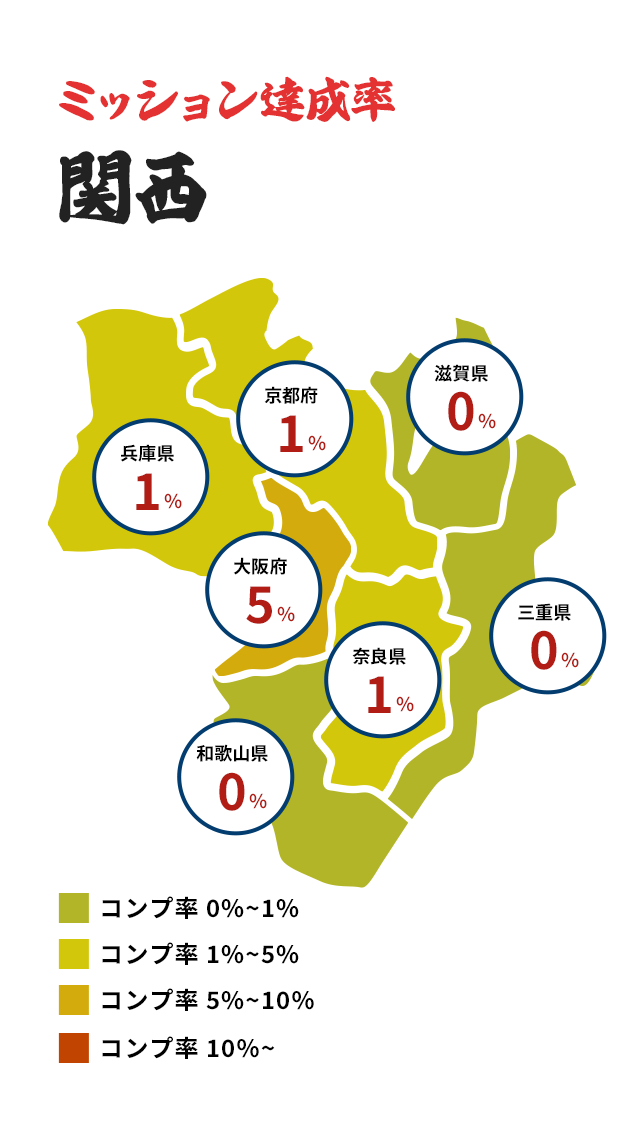 ミッション達成率
関西
滋賀県
0%
京都府
1%
兵庫県
1%
大阪府
5%
三重県
0%
奈良県
1%
和歌山県
0%
コンプ率 0%~1%
コンプ率 1%~5%
コンプ率 5%~10%
コンプ率 10%~